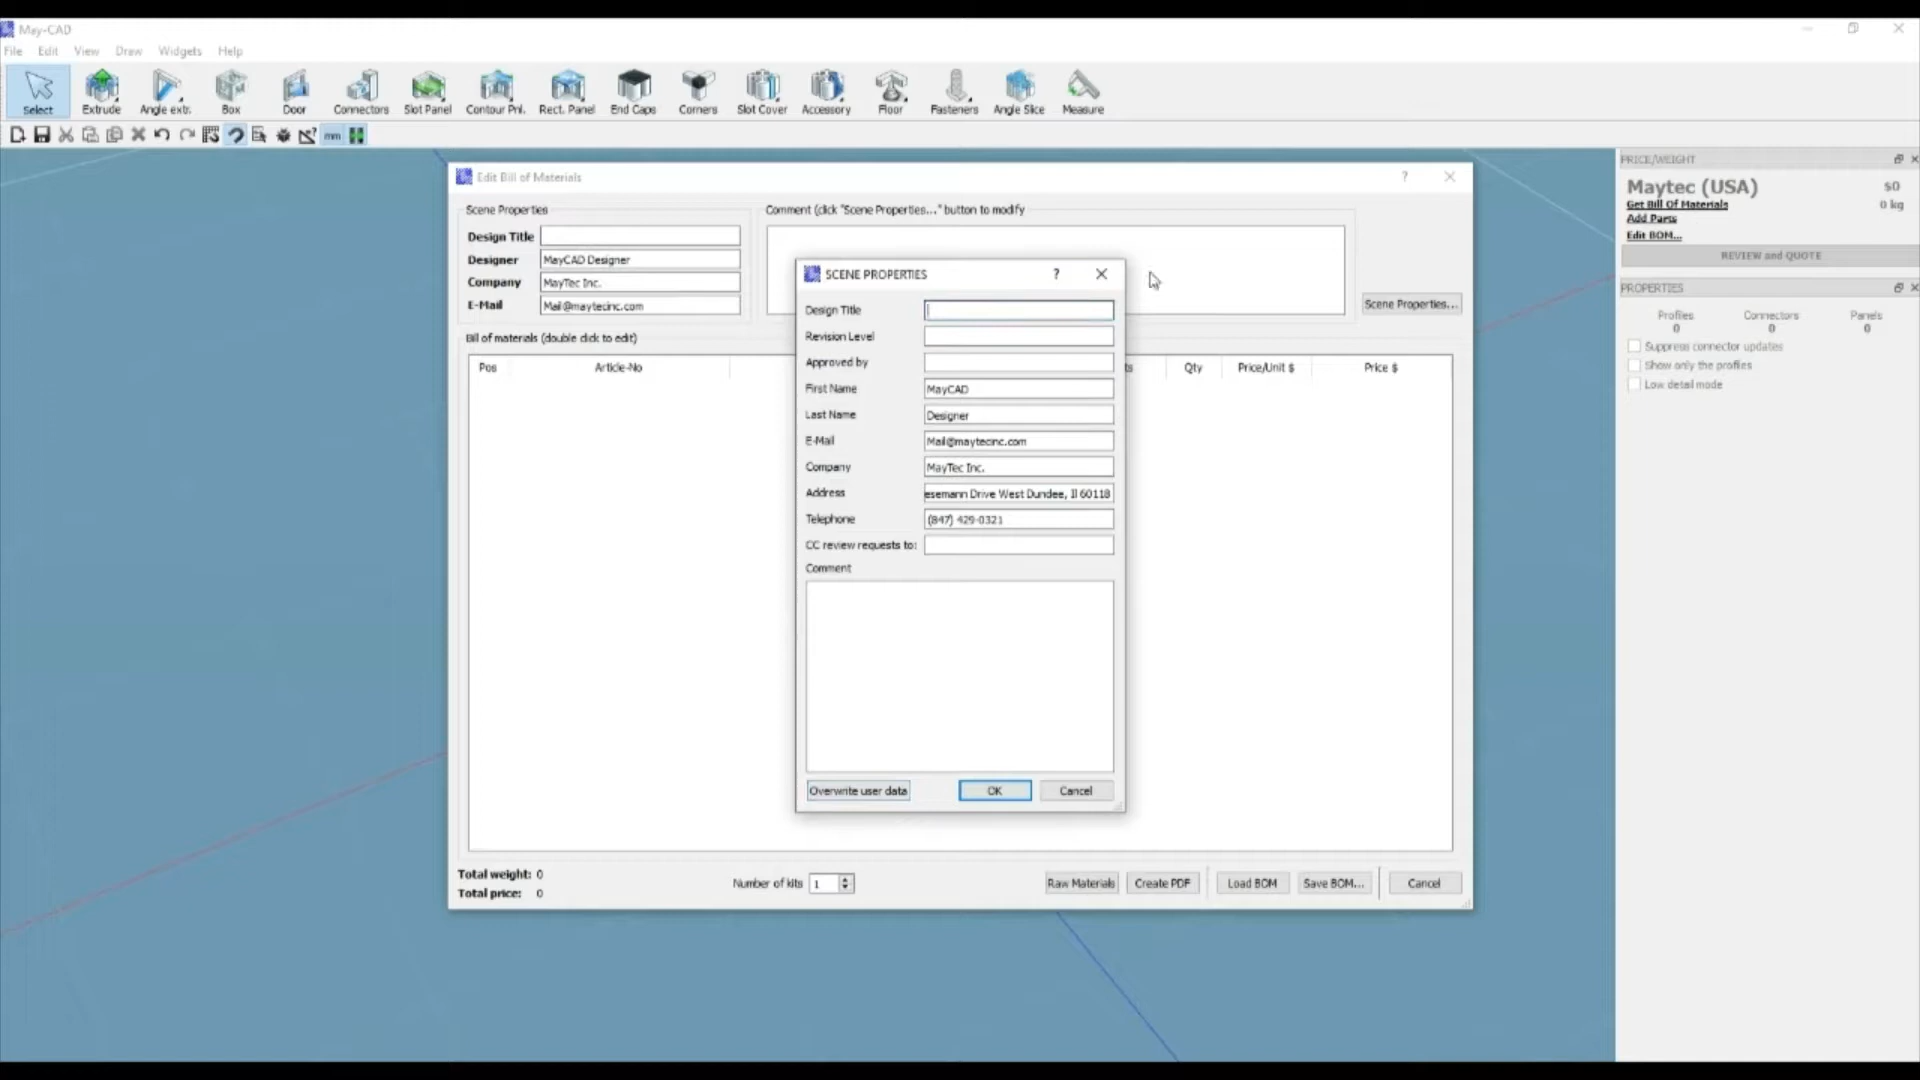 May-CAD
File Edit View Draw Widgets Help
Select Extrude Angle extr. Box Door Connectors Slot Panel Contour Pnl. Rect. Panel End Caps Corners Slot Cover Accessory Floor Fasteners Angle Slice Measure
mm
Edit Bill of Materials ?
Scene Properties
Design Title
Designer MayCAD Designer
Company MayTec Inc.
E-Mail Mail@maytecinc.com
Comment (click "Scene Properties..." button to modify
Scene Properties...
Bill of materials (double click to edit)
Pos Article-No ts Qty Price/Unit $ Price $
SCENE PROPERTIES ?
Design Title
Revision Level
Approved by
First Name MayCAD
Last Name Designer
E-Mail Mail@maytecinc.com
Company MayTec Inc.
Address esemann Drive West Dundee, Il 60118
Telephone (847) 429-0321
CC review requests to:
Comment
Overwrite user data OK Cancel
Total weight: 0
Total price: 0
Number of kits 1
Raw Materials Create PDF Load BOM Save BOM... Cancel
PRICE/WEIGHT
Maytec (USA) $0
Get Bill Of Materials 0 kg
Add Parts
Edit BOM...
REVIEW and QUOTE
PROPERTIES
Profiles Connectors Panels
0 0 0
Suppress connector updates
Show only the profiles
Low detail mode